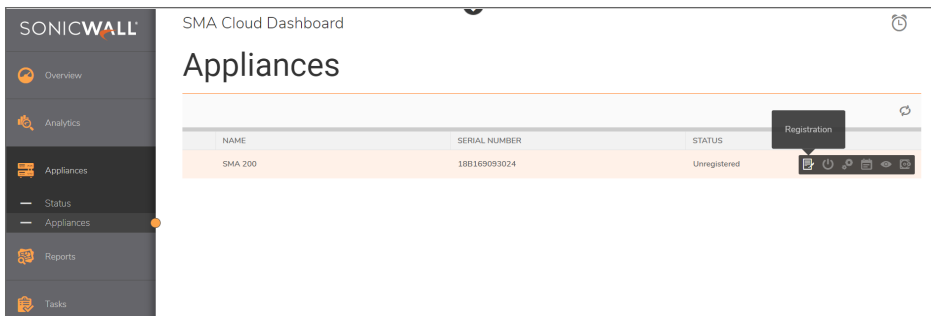 SONICWALL
SMA Cloud Dashboard
Appliances
Overview
Analytics
Appliances
Status
Appliances
Reports
Tasks
Registration
NAME SERIAL NUMBER STATUS
SMA 200 18B169093024 Unregistered